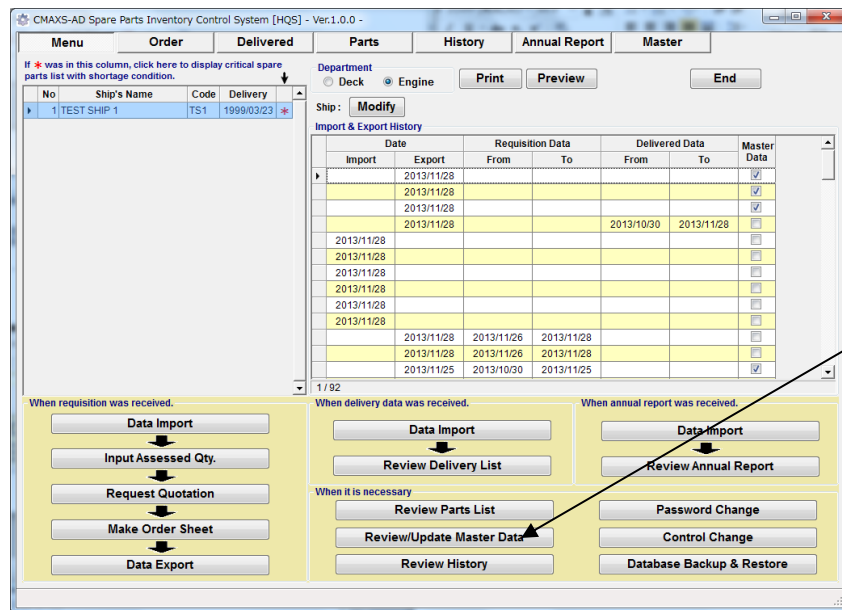 CMAXS-AD Spare Parts Inventory Control System [HQS] - Ver.1.0.0 -
Menu Order Delivered Parts History Annual Report Master
If * was in this column, click here to display critical spare
parts list with shortage condition.
No Ship's Name Code Delivery
1 TEST SHIP 1 TS1 1999/03/23 *
Department
Deck Engine Print Preview End
Ship : Modify
Import & Export History
Date Requisition Data Delivered Data Master
Data
Import Export From To From To
2013/11/28
2013/11/28
2013/11/28
2013/11/28 2013/10/30 2013/11/28
2013/11/28
2013/11/28
2013/11/28
2013/11/28
2013/11/28
2013/11/28
2013/11/28 2013/11/26 2013/11/28
2013/11/28 2013/11/26 2013/11/28
2013/11/25 2013/10/30 2013/11/25
1 / 92
When requisition was received.
Data Import
Input Assessed Qty.
Request Quotation
Make Order Sheet
Data Export
When delivery data was received.
Data Import
Review Delivery List
When annual report was received.
Data Import
Review Annual Report
When it is necessary
Review Parts List Password Change
Review/Update Master Data Control Change
Review History Database Backup & Restore